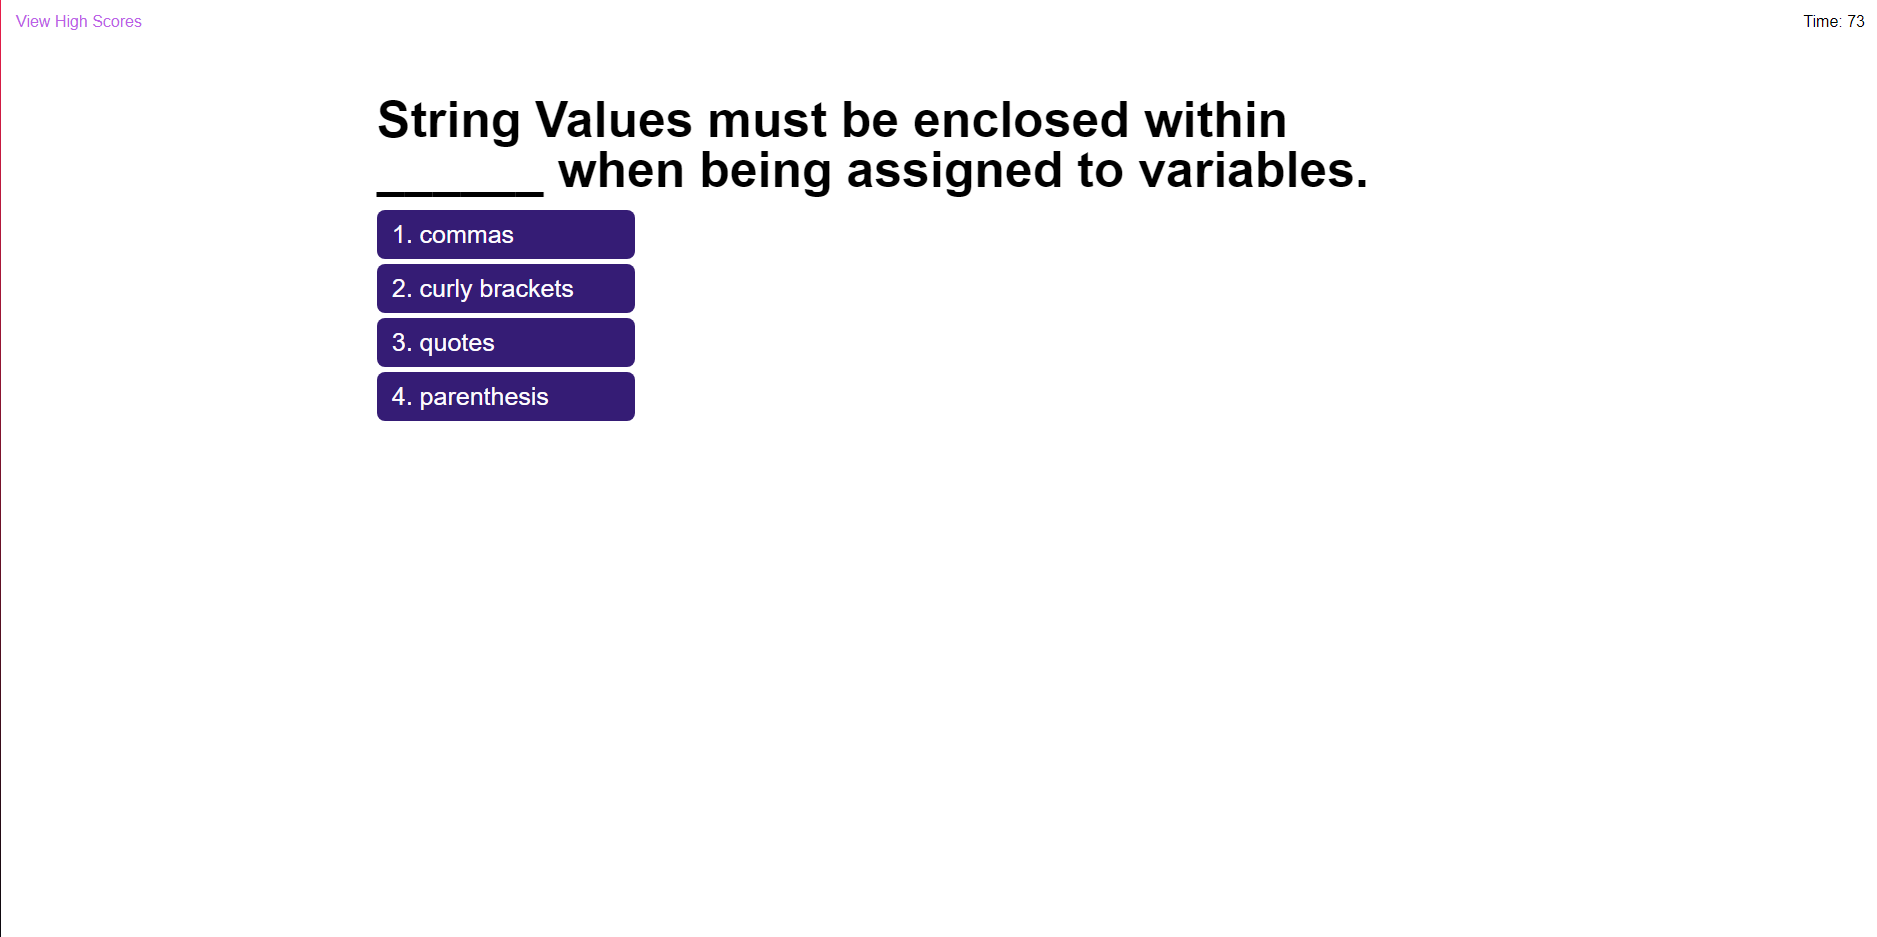 View High Scores
Time: 73
String Values must be enclosed within
______ when being assigned to variables.
1. commas
2. curly brackets
3. quotes
4. parenthesis